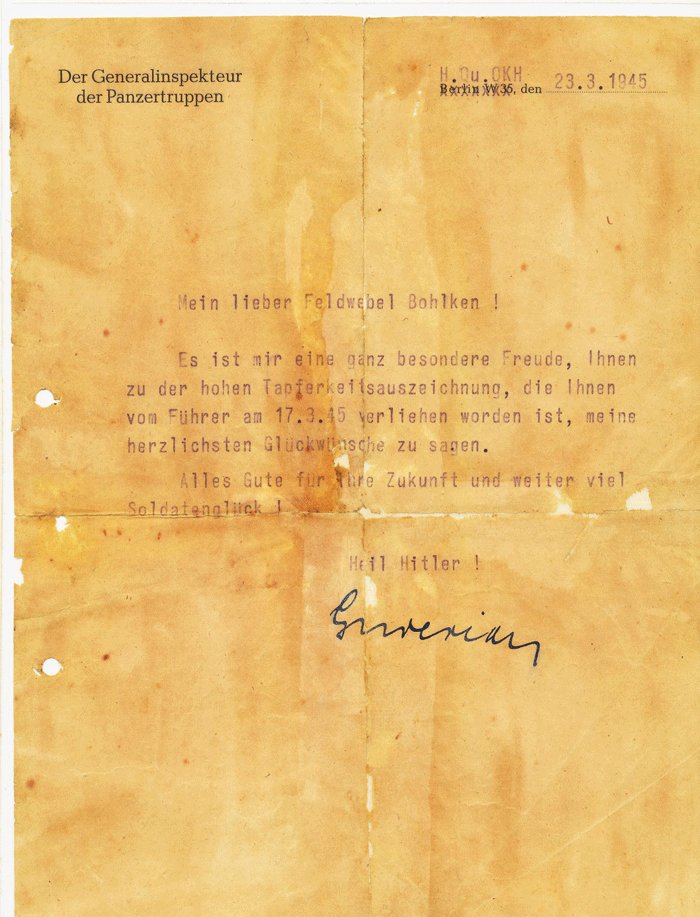 Der Generalinspekteur
der Panzertruppen
H.Qu.OKH
Berlin W 35, den 23.3.1945
Mein lieber Feldwebel Bohlken !
Es ist mir eine ganz besondere Freude, Ihnen
zu der hohen Tapferkeitsauszeichnung, die Ihnen
vom Führer am 17.3.45 verliehen worden ist, meine
herzlichsten Glückwünsche zu sagen.
Alles Gute für Ihre Zukunft und weiter viel
Soldatenglück !
Heil Hitler !
Guderian